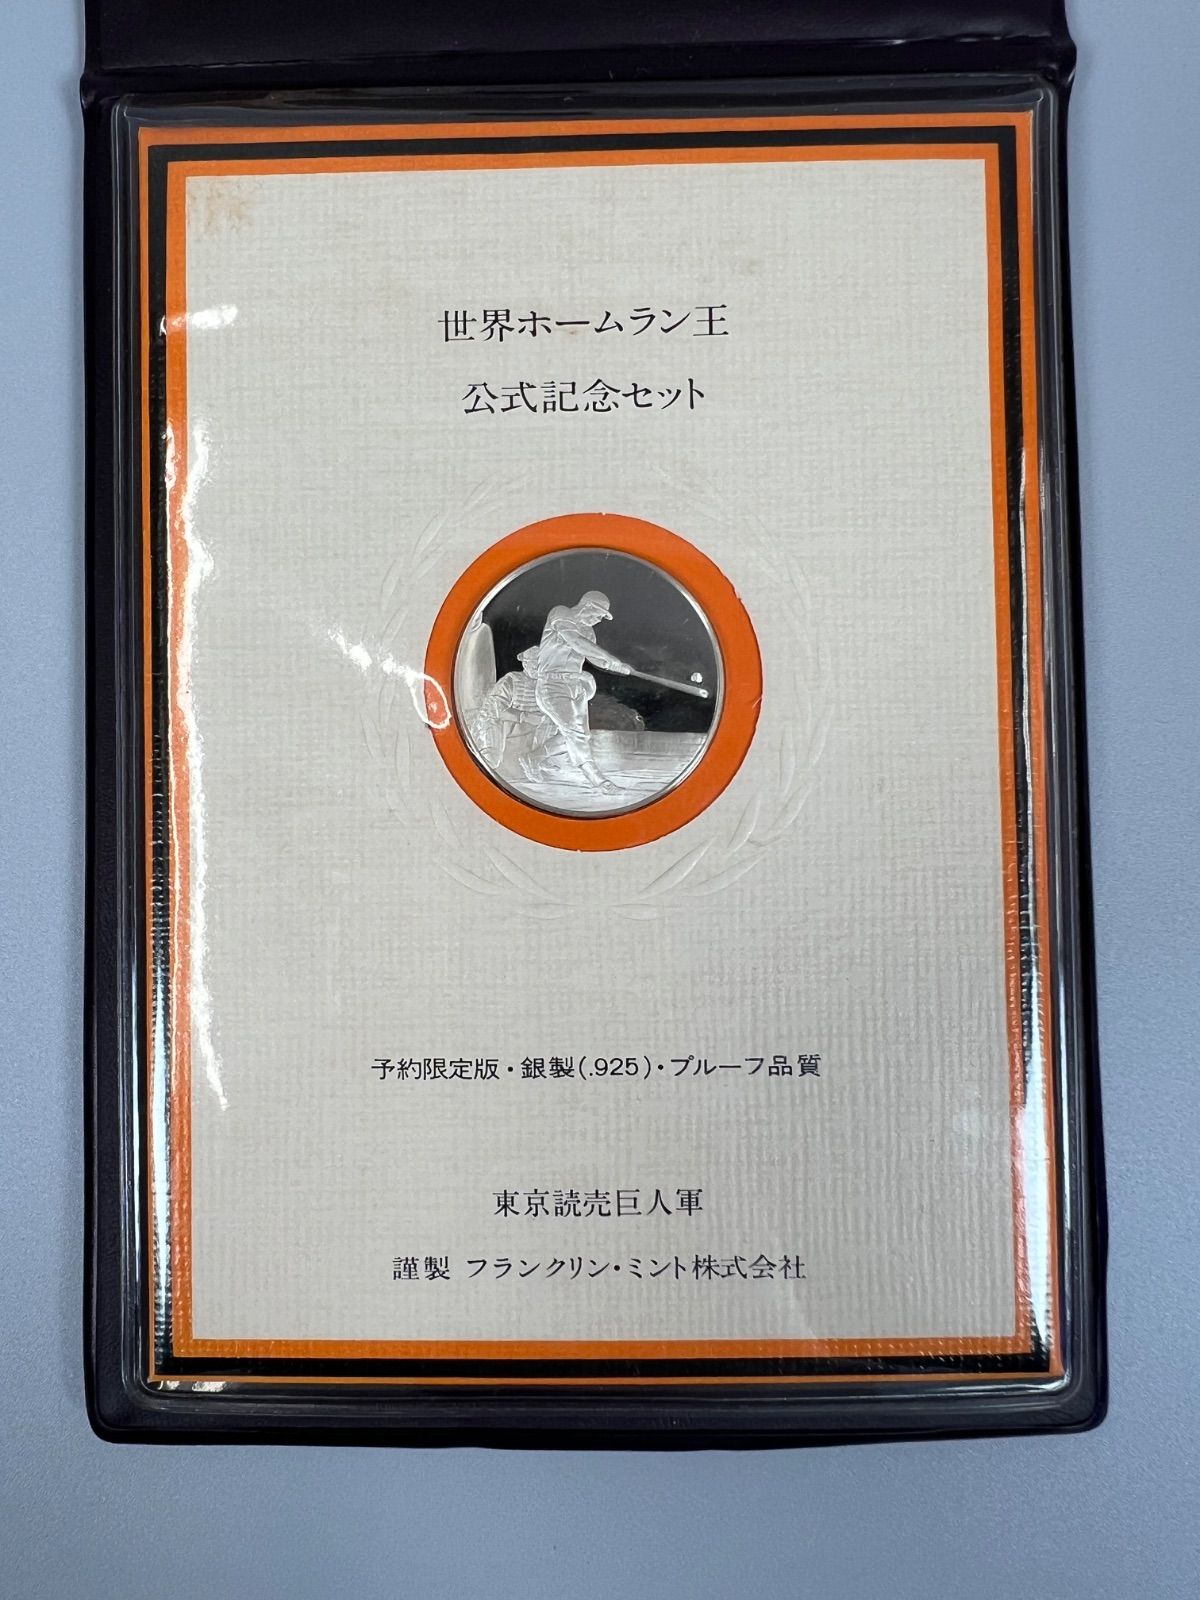 世界ホームラン王
公式記念セット
予約限定版・銀製(.925)・プルーフ品質
東京読売巨人軍
謹製 フランクリン・ミント株式会社